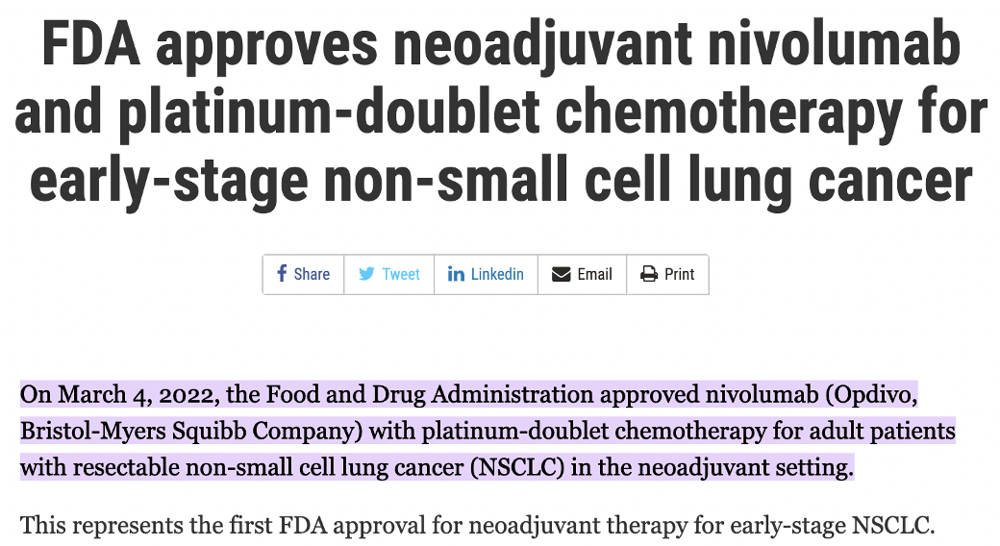 FDA approves neoadjuvant nivolumab
and platinum-doublet chemotherapy for
early-stage non-small cell lung cancer
Share Tweet Linkedin Email Print
On March 4, 2022, the Food and Drug Administration approved nivolumab (Opdivo,
Bristol-Myers Squibb Company) with platinum-doublet chemotherapy for adult patients
with resectable non-small cell lung cancer (NSCLC) in the neoadjuvant setting.
This represents the first FDA approval for neoadjuvant therapy for early-stage NSCLC.